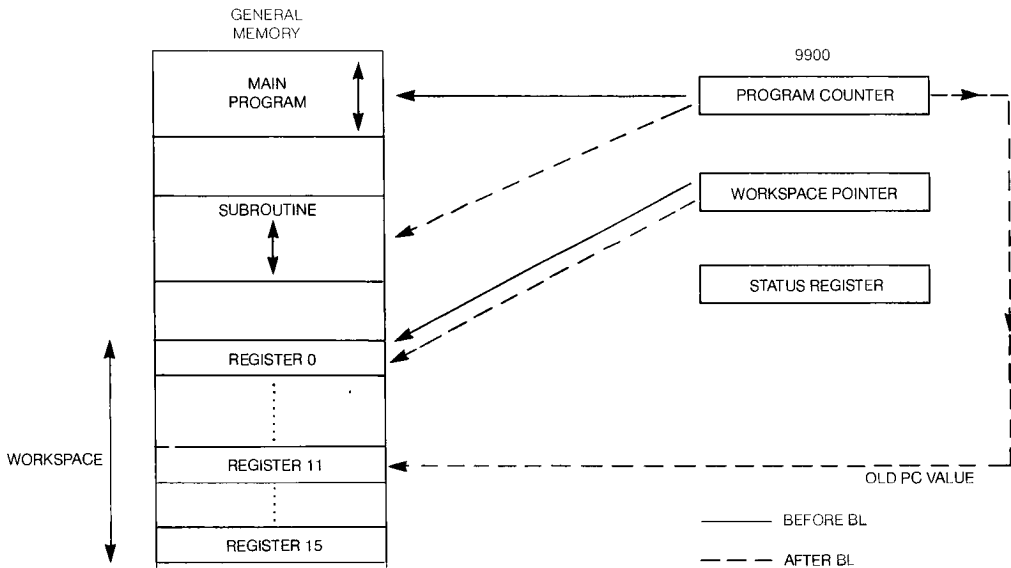 GENERAL
MEMORY
MAIN
PROGRAM
SUBROUTINE
REGISTER 0
REGISTER 11
REGISTER 15
WORKSPACE
9900
PROGRAM COUNTER
WORKSPACE POINTER
STATUS REGISTER
OLD PC VALUE
BEFORE BL
AFTER BL